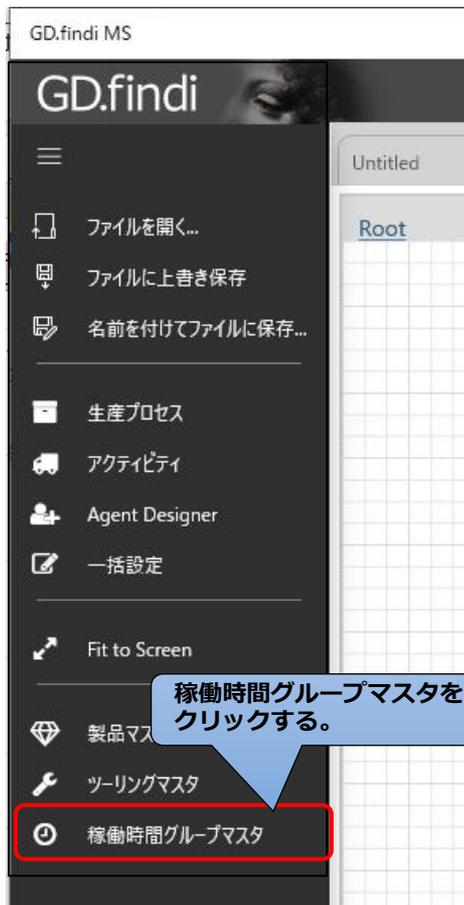 GD.findi MS
GD.findi
Untitled
Root
ファイルを開く...
ファイルに上書き保存
名前を付けてファイルに保存...
生産プロセス
アクティビティ
Agent Designer
一括設定
Fit to Screen
稼働時間グループマスタを
クリックする。
製品マス
ツーリングマスタ
稼働時間グループマスタ